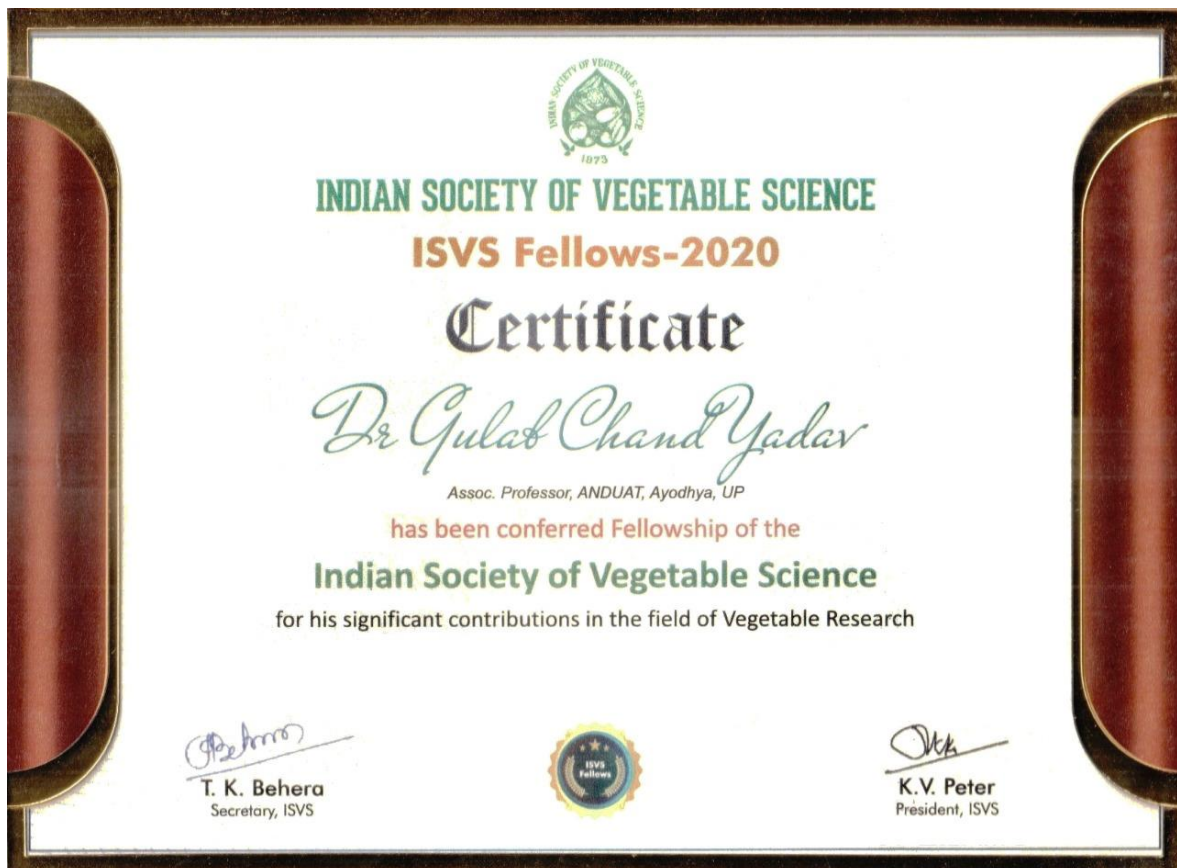 INDIAN SOCIETY OF VEGETABLE SCIENCE
1973
INDIAN SOCIETY OF VEGETABLE SCIENCE
ISVS Fellows-2020
Certificate
Dr Gulab Chand Yadav
Assoc. Professor, ANDUAT, Ayodhya, UP
has been conferred Fellowship of the
Indian Society of Vegetable Science
for his significant contributions in the field of Vegetable Research
T. K. Behera
Secretary, ISVS
ISVS
Fellows
K.V. Peter
President, ISVS